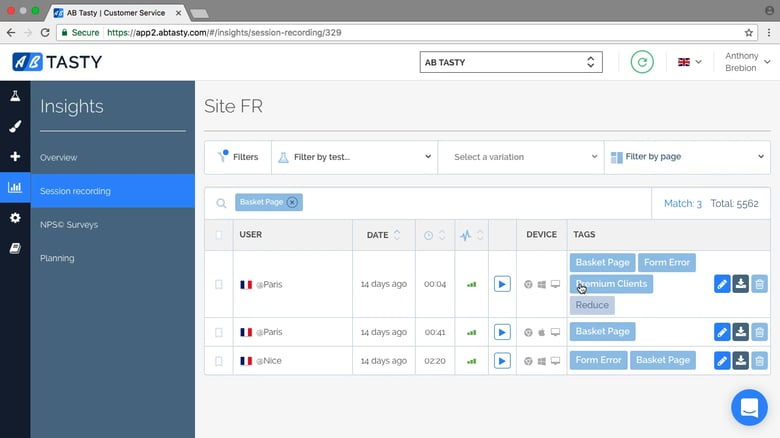 AB Tasty | Customer Service
Secure https://app2.abtasty.com/#/insights/session-recording/329
AB TASTY
AB TASTY
Anthony
Brebion
Insights
Overview
Session recording
NPS© Surveys
Planning
Site FR
Filters
Filter by test...
Select a variation
Filter by page
Basket Page
Match: 3 Total: 5562
USER DATE DEVICE TAGS
Basket Page Form Error
@Paris 14 days ago 00:04 Premium Clients
Reduce
@Paris 14 days ago 00:41 Basket Page
@Nice 14 days ago 02:20 Form Error Basket Page